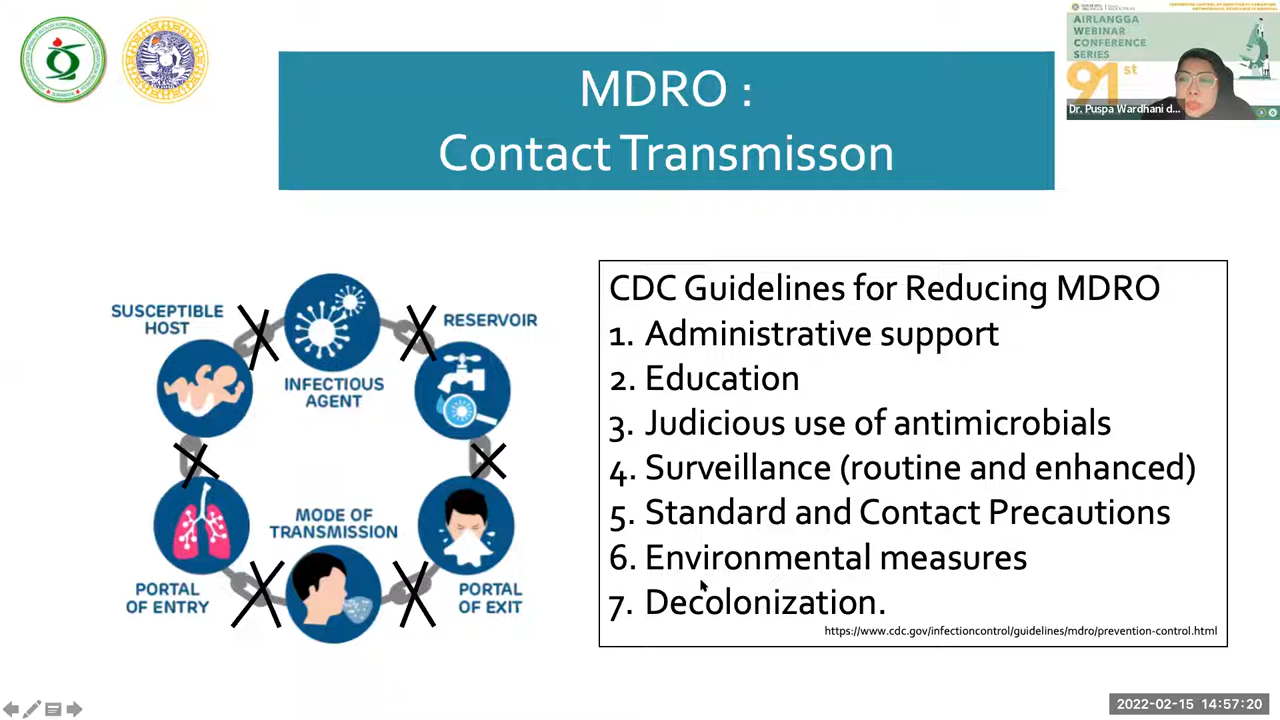 MDRO :
Contact Transmisson
AIRLANGGA
WEBINAR
CONFERENCE
SERIES
91st
Dr. Puspa Wardhani d...
SUSCEPTIBLE
HOST
INFECTIOUS
AGENT
RESERVOIR
MODE OF
TRANSMISSION
PORTAL
OF ENTRY
PORTAL
OF EXIT
CDC Guidelines for Reducing MDRO
1. Administrative support
2. Education
3. Judicious use of antimicrobials
4. Surveillance (routine and enhanced)
5. Standard and Contact Precautions
6. Environmental measures
7. Decolonization.
https://www.cdc.gov/infectioncontrol/guidelines/mdro/prevention-control.html
2022-02-15 14:57:20